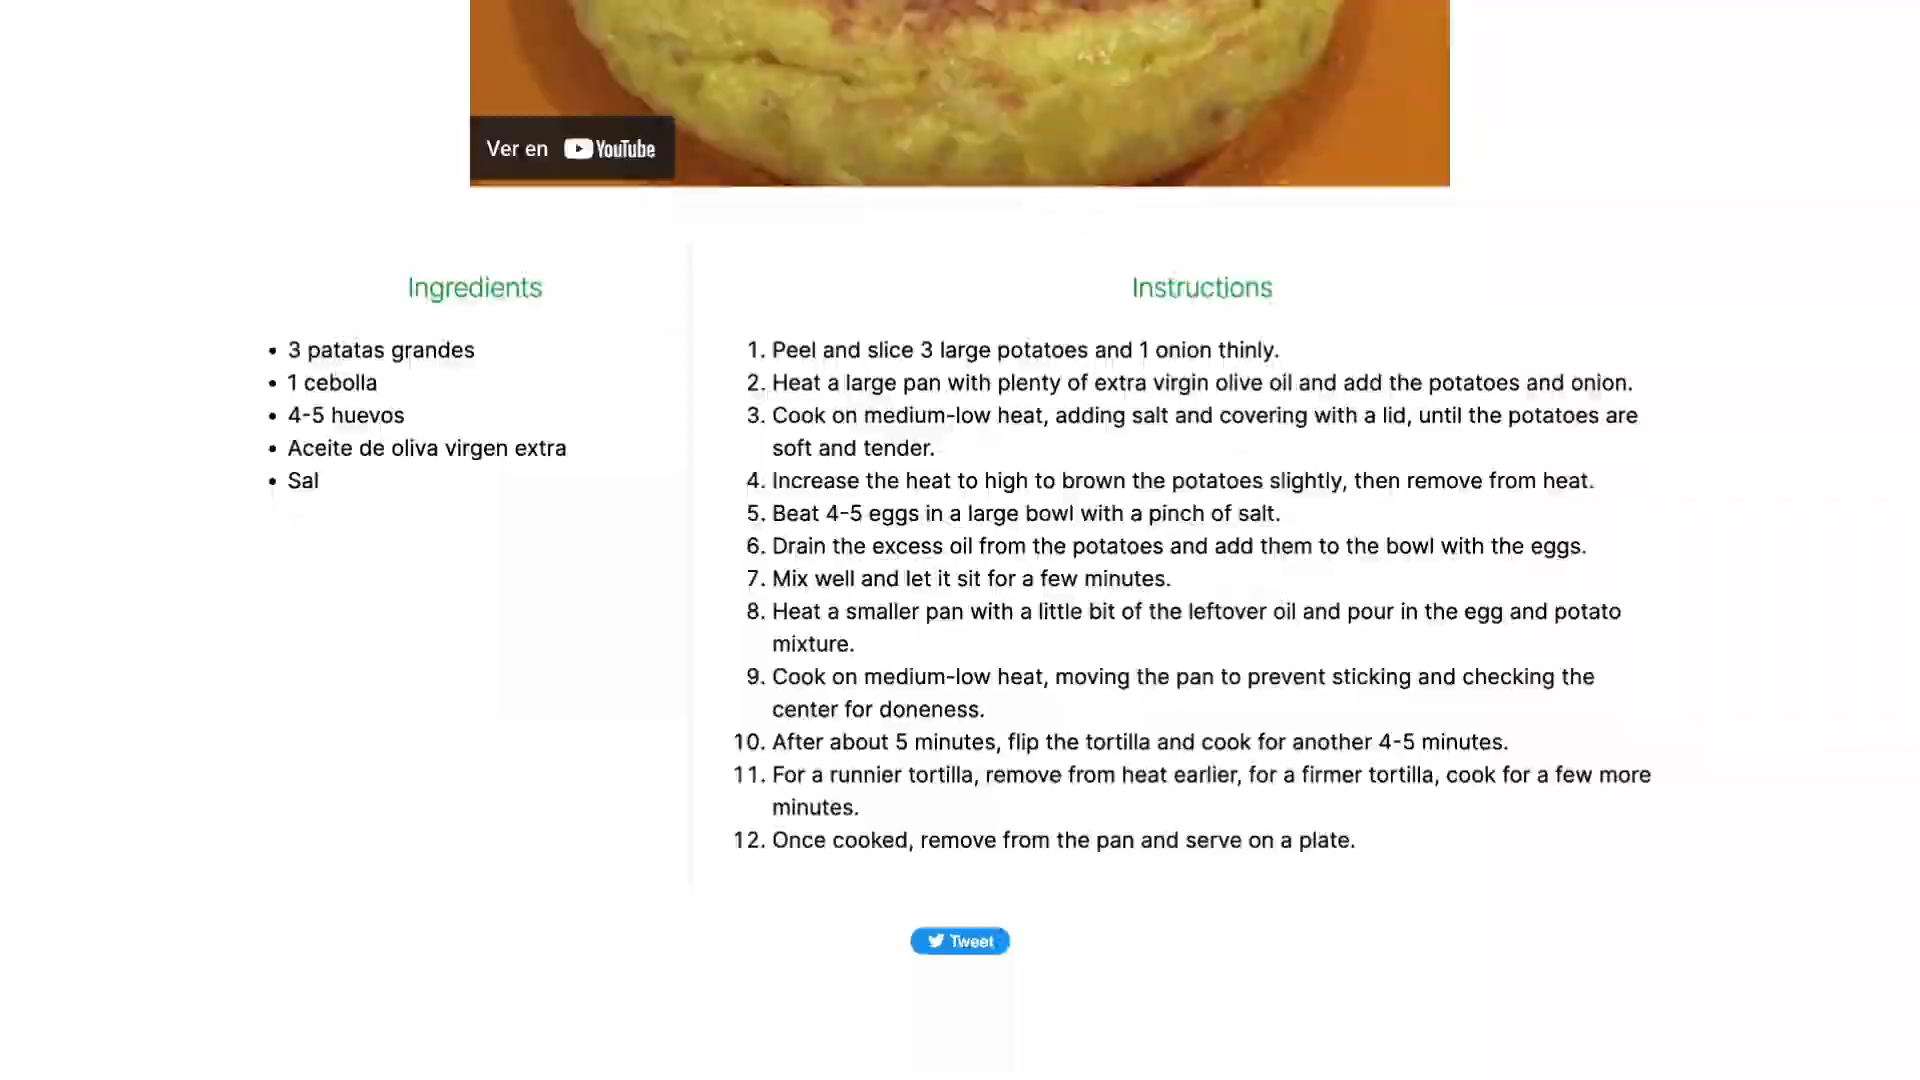 Ver en YouTube
Ingredients
• 3 patatas grandes
• 1 cebolla
• 4-5 huevos
• Aceite de oliva virgen extra
• Sal
Instructions
1. Peel and slice 3 large potatoes and 1 onion thinly.
2. Heat a large pan with plenty of extra virgin olive oil and add the potatoes and onion.
3. Cook on medium-low heat, adding salt and covering with a lid, until the potatoes are
soft and tender.
4. Increase the heat to high to brown the potatoes slightly, then remove from heat.
5. Beat 4-5 eggs in a large bowl with a pinch of salt.
6. Drain the excess oil from the potatoes and add them to the bowl with the eggs.
7. Mix well and let it sit for a few minutes.
8. Heat a smaller pan with a little bit of the leftover oil and pour in the egg and potato
mixture.
9. Cook on medium-low heat, moving the pan to prevent sticking and checking the
center for doneness.
10. After about 5 minutes, flip the tortilla and cook for another 4-5 minutes.
11. For a runnier tortilla, remove from heat earlier, for a firmer tortilla, cook for a few more
minutes.
12. Once cooked, remove from the pan and serve on a plate.
Tweet